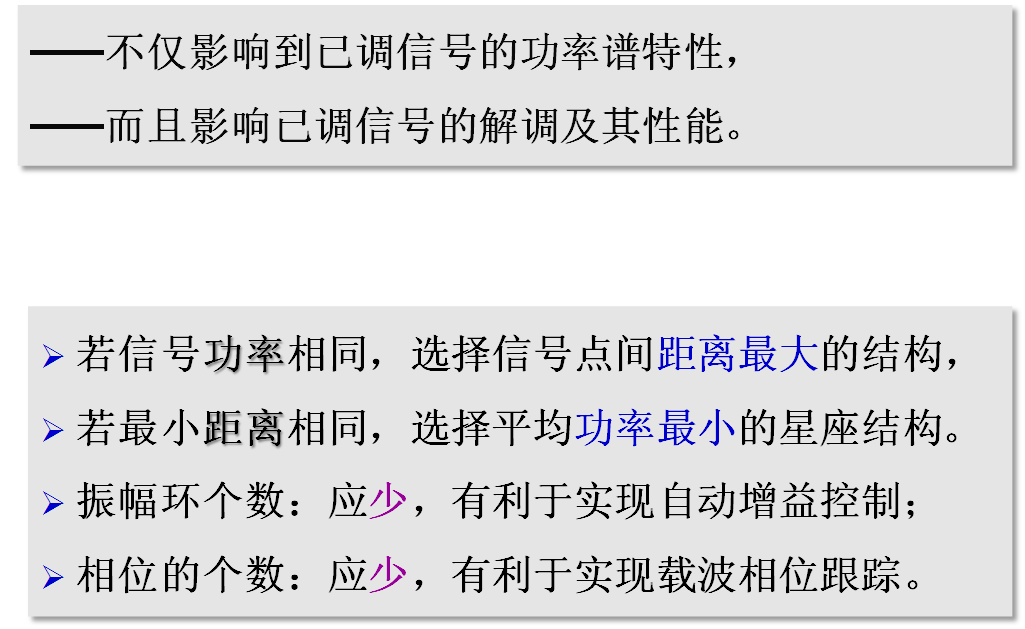 ——不仅影响到已调信号的功率谱特性，
——而且影响已调信号的解调及其性能。
➢ 若信号功率相同，选择信号点间距离最大的结构，
➢ 若最小距离相同，选择平均功率最小的星座结构。
➢ 振幅环个数：应少，有利于实现自动增益控制；
➢ 相位的个数：应少，有利于实现载波相位跟踪。